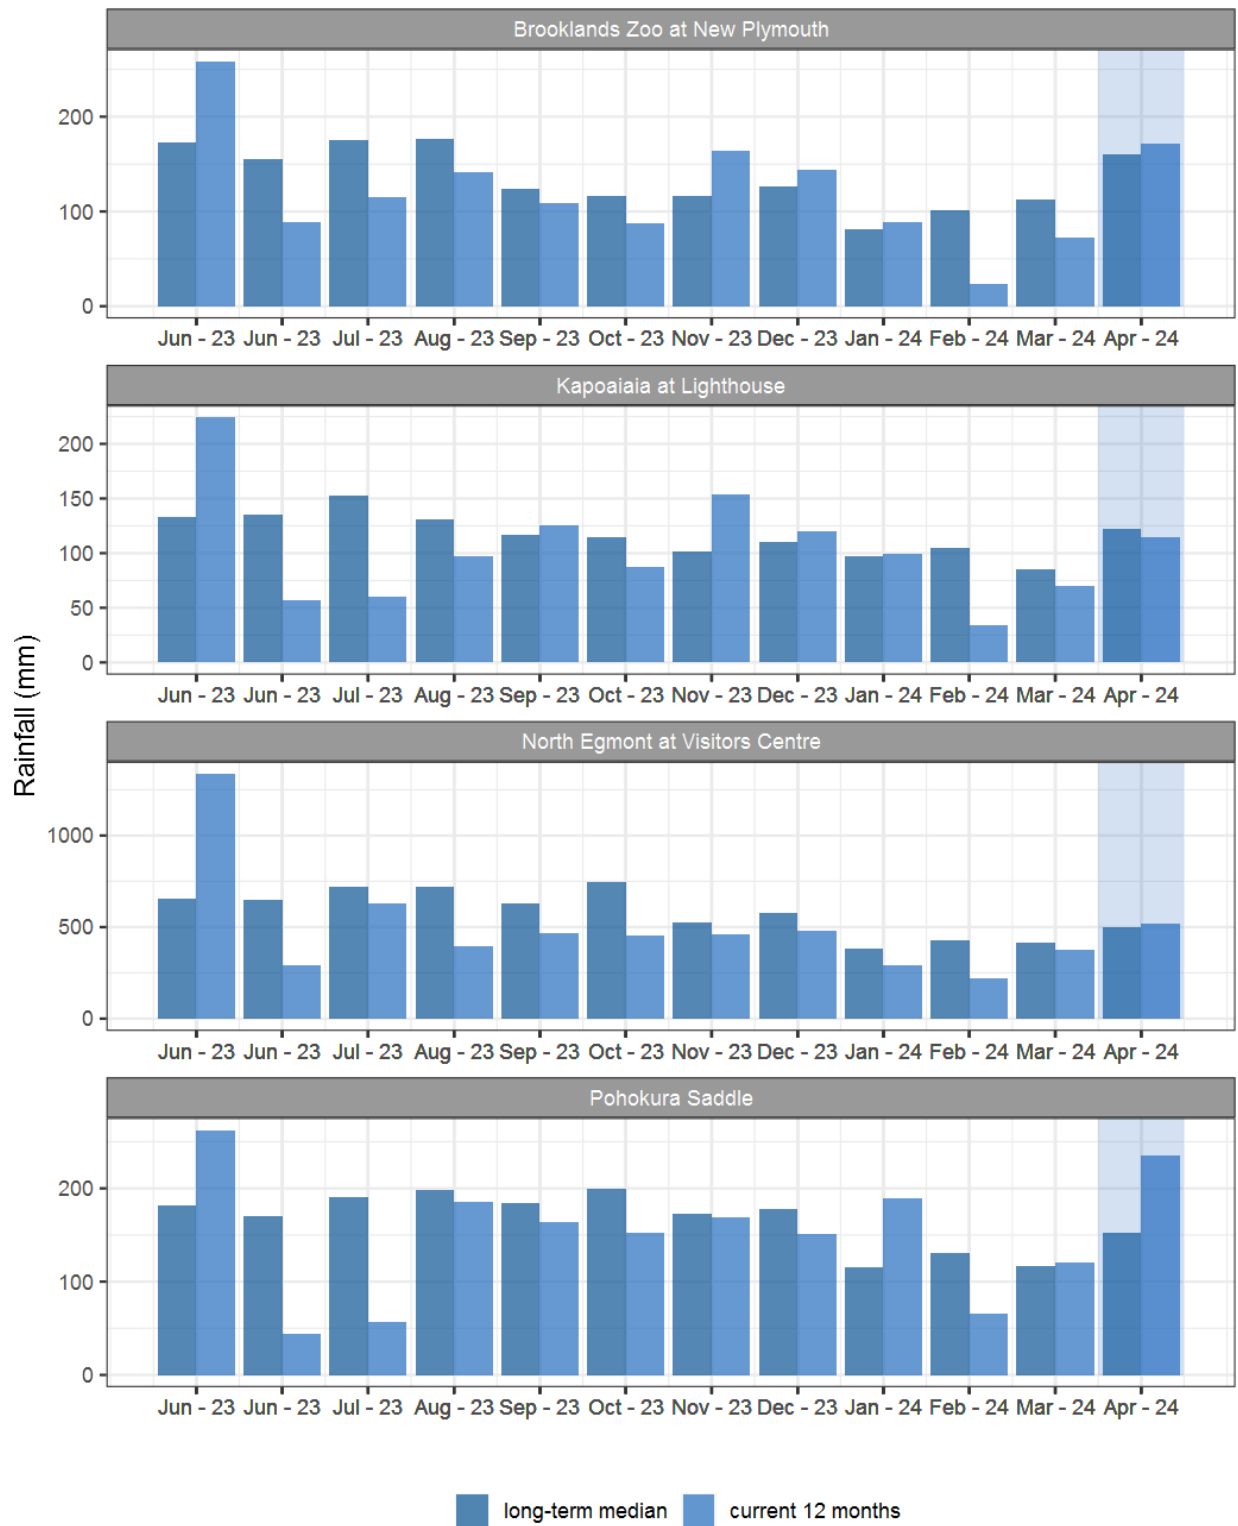 Brooklands Zoo at New Plymouth
200
100
0
Jun - 23 Jun - 23 Jul - 23 Aug - 23 Sep - 23 Oct - 23 Nov - 23 Dec - 23 Jan - 24 Feb - 24 Mar - 24 Apr - 24
Kapoaiaia at Lighthouse
200
150
100
50
0
Jun - 23 Jun - 23 Jul - 23 Aug - 23 Sep - 23 Oct - 23 Nov - 23 Dec - 23 Jan - 24 Feb - 24 Mar - 24 Apr - 24
Rainfall (mm)
North Egmont at Visitors Centre
1000
500
0
Jun - 23 Jun - 23 Jul - 23 Aug - 23 Sep - 23 Oct - 23 Nov - 23 Dec - 23 Jan - 24 Feb - 24 Mar - 24 Apr - 24
Pohokura Saddle
200
100
0
Jun - 23 Jun - 23 Jul - 23 Aug - 23 Sep - 23 Oct - 23 Nov - 23 Dec - 23 Jan - 24 Feb - 24 Mar - 24 Apr - 24
long-term median current 12 months